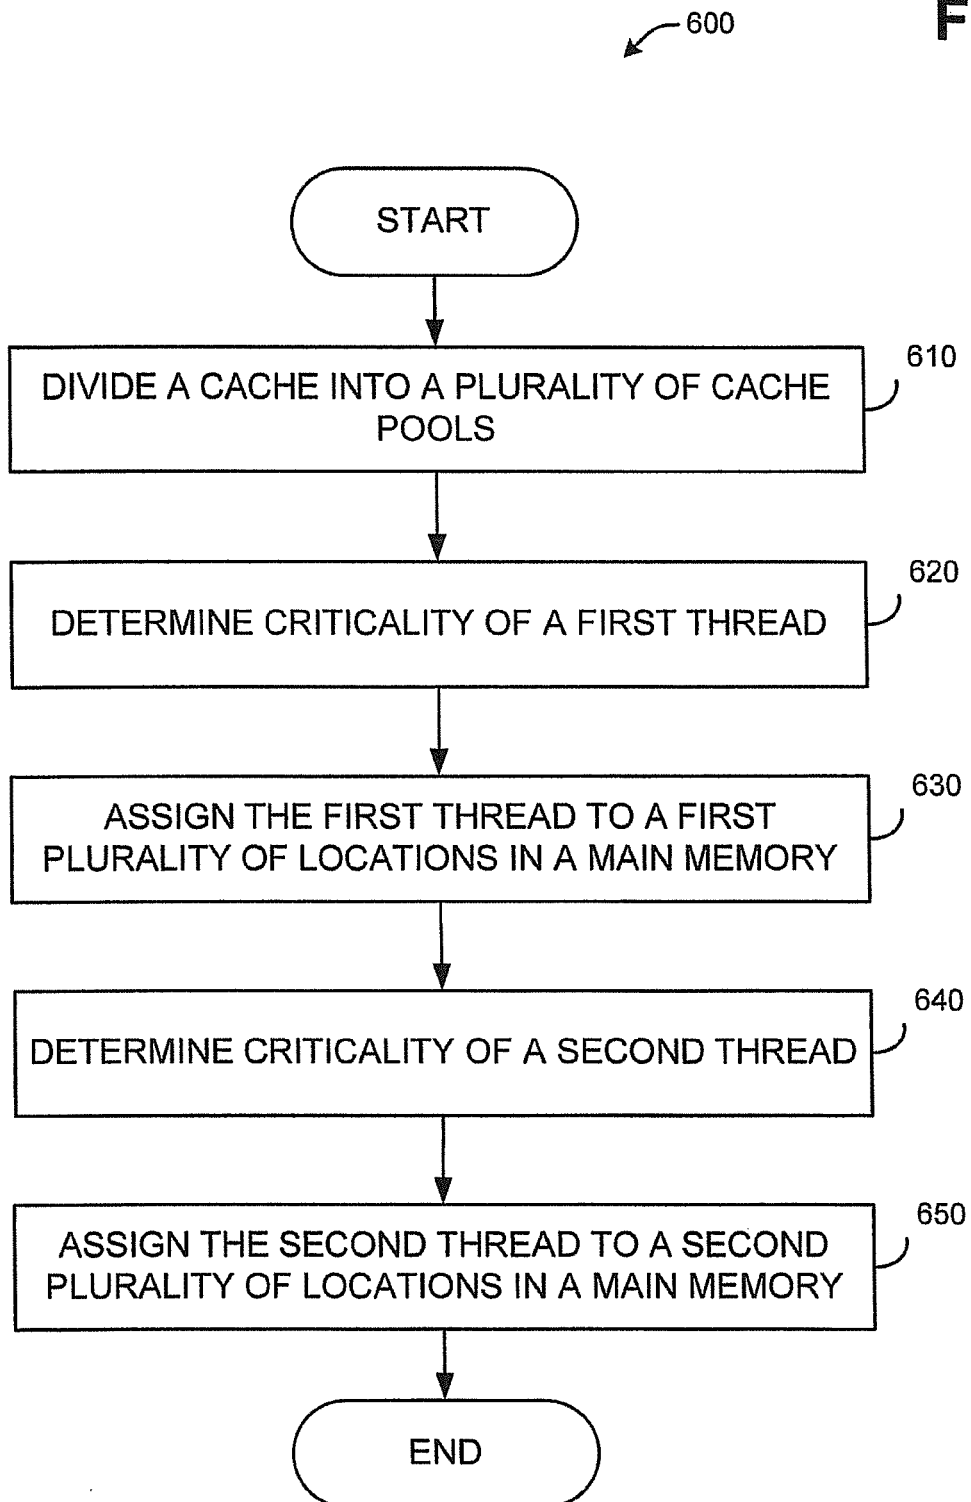 600
START
610
DIVIDE A CACHE INTO A PLURALITY OF CACHE
POOLS
620
DETERMINE CRITICALITY OF A FIRST THREAD
630
ASSIGN THE FIRST THREAD TO A FIRST
PLURALITY OF LOCATIONS IN A MAIN MEMORY
640
DETERMINE CRITICALITY OF A SECOND THREAD
650
ASSIGN THE SECOND THREAD TO A SECOND
PLURALITY OF LOCATIONS IN A MAIN MEMORY
END